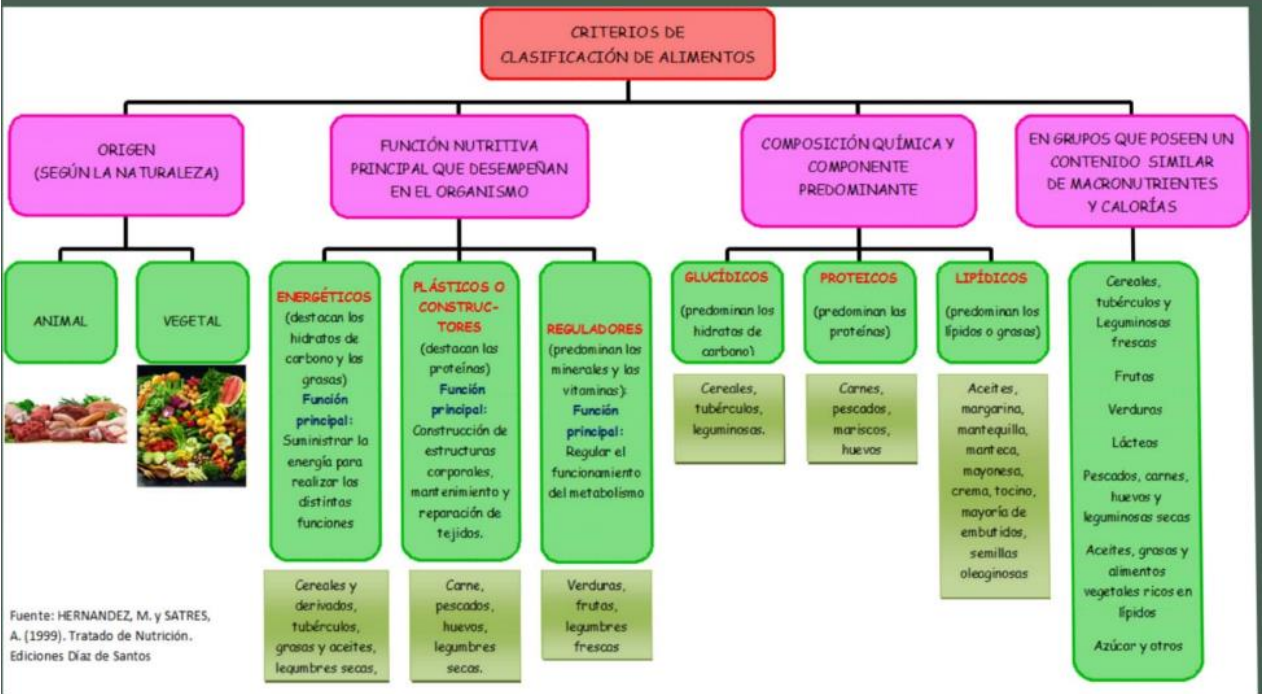 CRITERIOS DE
CLASIFICACIÓN DE ALIMENTOS
ORIGEN
(SEGÚN LA NATURALEZA)
ANIMAL
VEGETAL
FUNCIÓN NUTRITIVA
PRINCIPAL QUE DESEMPEÑAN
EN EL ORGANISMO
ENERGÉTICOS
(destacan los
hidratos de
carbono y las
grasas)
Función
principal:
Suministrar la
energía para
realizar las
distintas
funciones
Cereales y
derivados,
tubérculos,
grasas y aceites,
legumbres secas,
PLÁSTICOS O
CONSTRUC-
TORES
(destacan las
proteínas)
Función
principal:
Construcción de
estructuras
corporales,
mantenimiento y
reparación de
tejidos.
Carne,
pescados,
huevos,
legumbres
secas.
REGULADORES
(predominan los
minerales y las
vitaminas):
Función
principal:
Regular el
funcionamiento
del metabolismo
Verduras,
frutas,
legumbres
frescas
COMPOSICIÓN QUÍMICA Y
COMPONENTE
PREDOMINANTE
GLUCÍDICOS
(predominan los
hidratos de
carbono)
Cereales,
tubérculos,
leguminosas.
PROTEICOS
(predominan las
proteínas)
Carnes,
pescados,
mariscos,
huevos
LIPÍDICOS
(predominan los
lípidos o grasas)
Aceites,
margarina,
mantequilla,
manteca,
mayonesa,
crema, tocino,
mayoría de
embutidos,
semillas
oleaginosas
EN GRUPOS QUE POSEEN UN
CONTENIDO SIMILAR
DE MACRONUTRIENTES
Y CALORÍAS
Cereales,
tubérculos y
Leguminosas
frescas
Frutas
Verduras
Lácteos
Pescados, carnes,
huevos y
leguminosas secas
Aceites, grasas y
alimentos
vegetales ricos en
lípidos
Azúcar y otros
Fuente: HERNANDEZ, M. y SATRES,
A. (1999). Tratado de Nutrición.
Ediciones Díaz de Santos